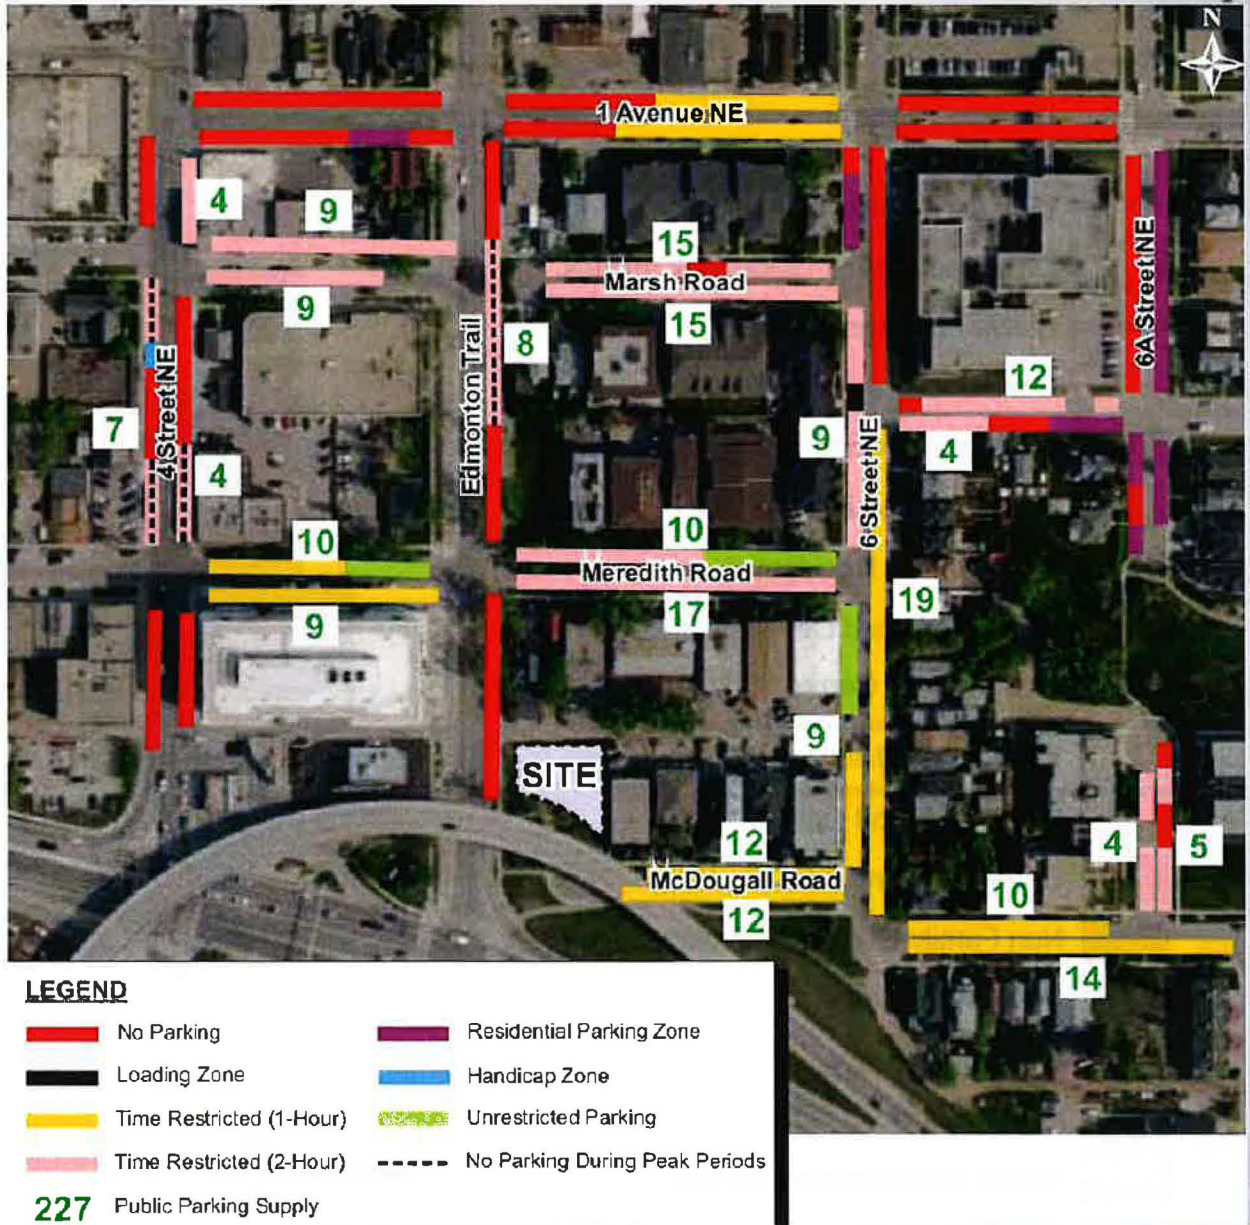 N
1 Avenue NE
4
9
15
Marsh Road
9
15
8
6A Street NE
12
7
4 Street NE
4
Edmonton Trail
9
6 Street NE
4
10
10
Meredith Road
9
17
19
9
SITE
12
McDougall Road
12
4
5
10
14
LEGEND
No Parking
Residential Parking Zone
Loading Zone
Handicap Zone
Time Restricted (1-Hour)
Unrestricted Parking
Time Restricted (2-Hour)
No Parking During Peak Periods
227 Public Parking Supply